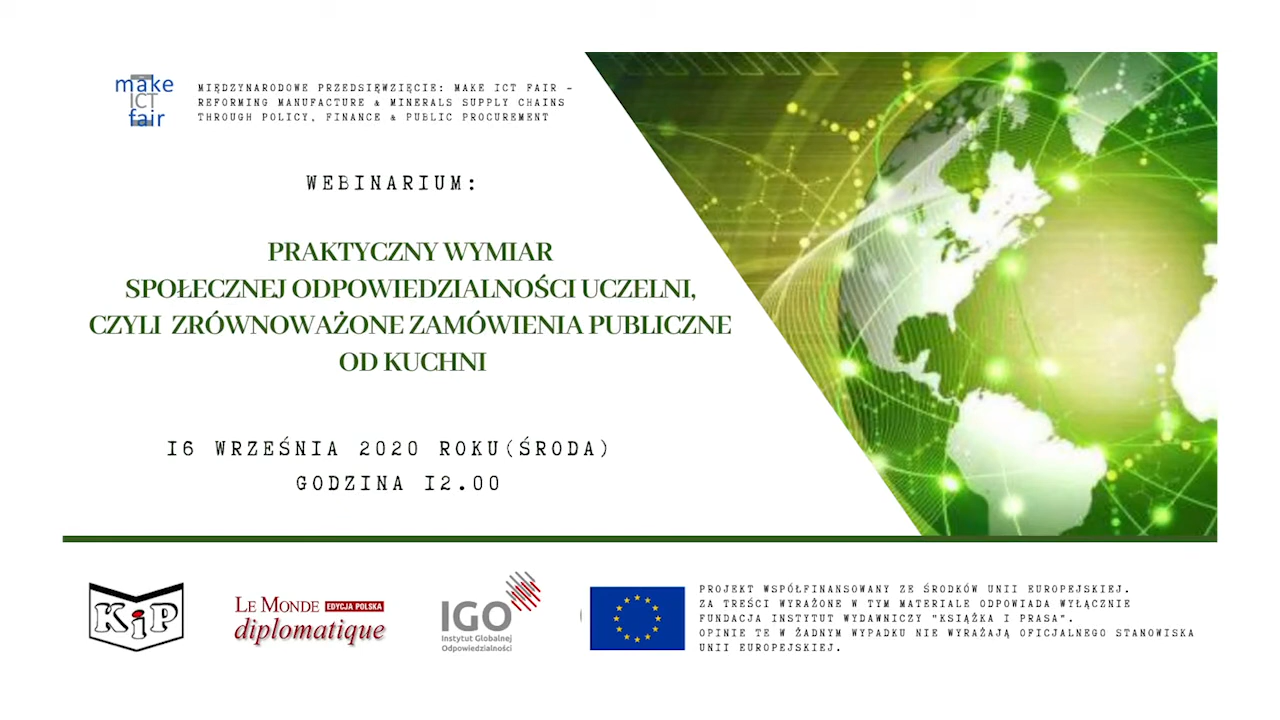 make
ICT
fair
MIĘDZYNARODOWE PRZEDSIĘWZIĘCIE: MAKE ICT FAIR -
REFORMING MANUFACTURE & MINERALS SUPPLY CHAINS
THROUGH POLICY, FINANCE & PUBLIC PROCUREMENT
WEBINARIUM:
PRAKTYCZNY WYMIAR
SPOŁECZNEJ ODPOWIEDZIALNOŚCI UCZELNI,
CZYLI ZRÓWNOWAŻONE ZAMÓWIENIA PUBLICZNE
OD KUCHNI
16 WRZEŚNIA 2020 ROKU(ŚRODA)
GODZINA 12.00
KiP
LE MONDE EDYCJA POLSKA
diplomatique
IGO
Instytut Globalnej
Odpowiedzialności
PROJEKT WSPÓŁFINANSOWANY ZE ŚRODKÓW UNII EUROPEJSKIEJ.
ZA TREŚCI WYRAŻONE W TYM MATERIALE ODPOWIADA WYŁĄCZNIE
FUNDACJA INSTYTUT WYDAWNICZY "KSIĄŻKA I PRASA".
OPINIE TE W ŻADNYM WYPADKU NIE WYRAŻAJĄ OFICJALNEGO STANOWISKA
UNII EUROPEJSKIEJ.